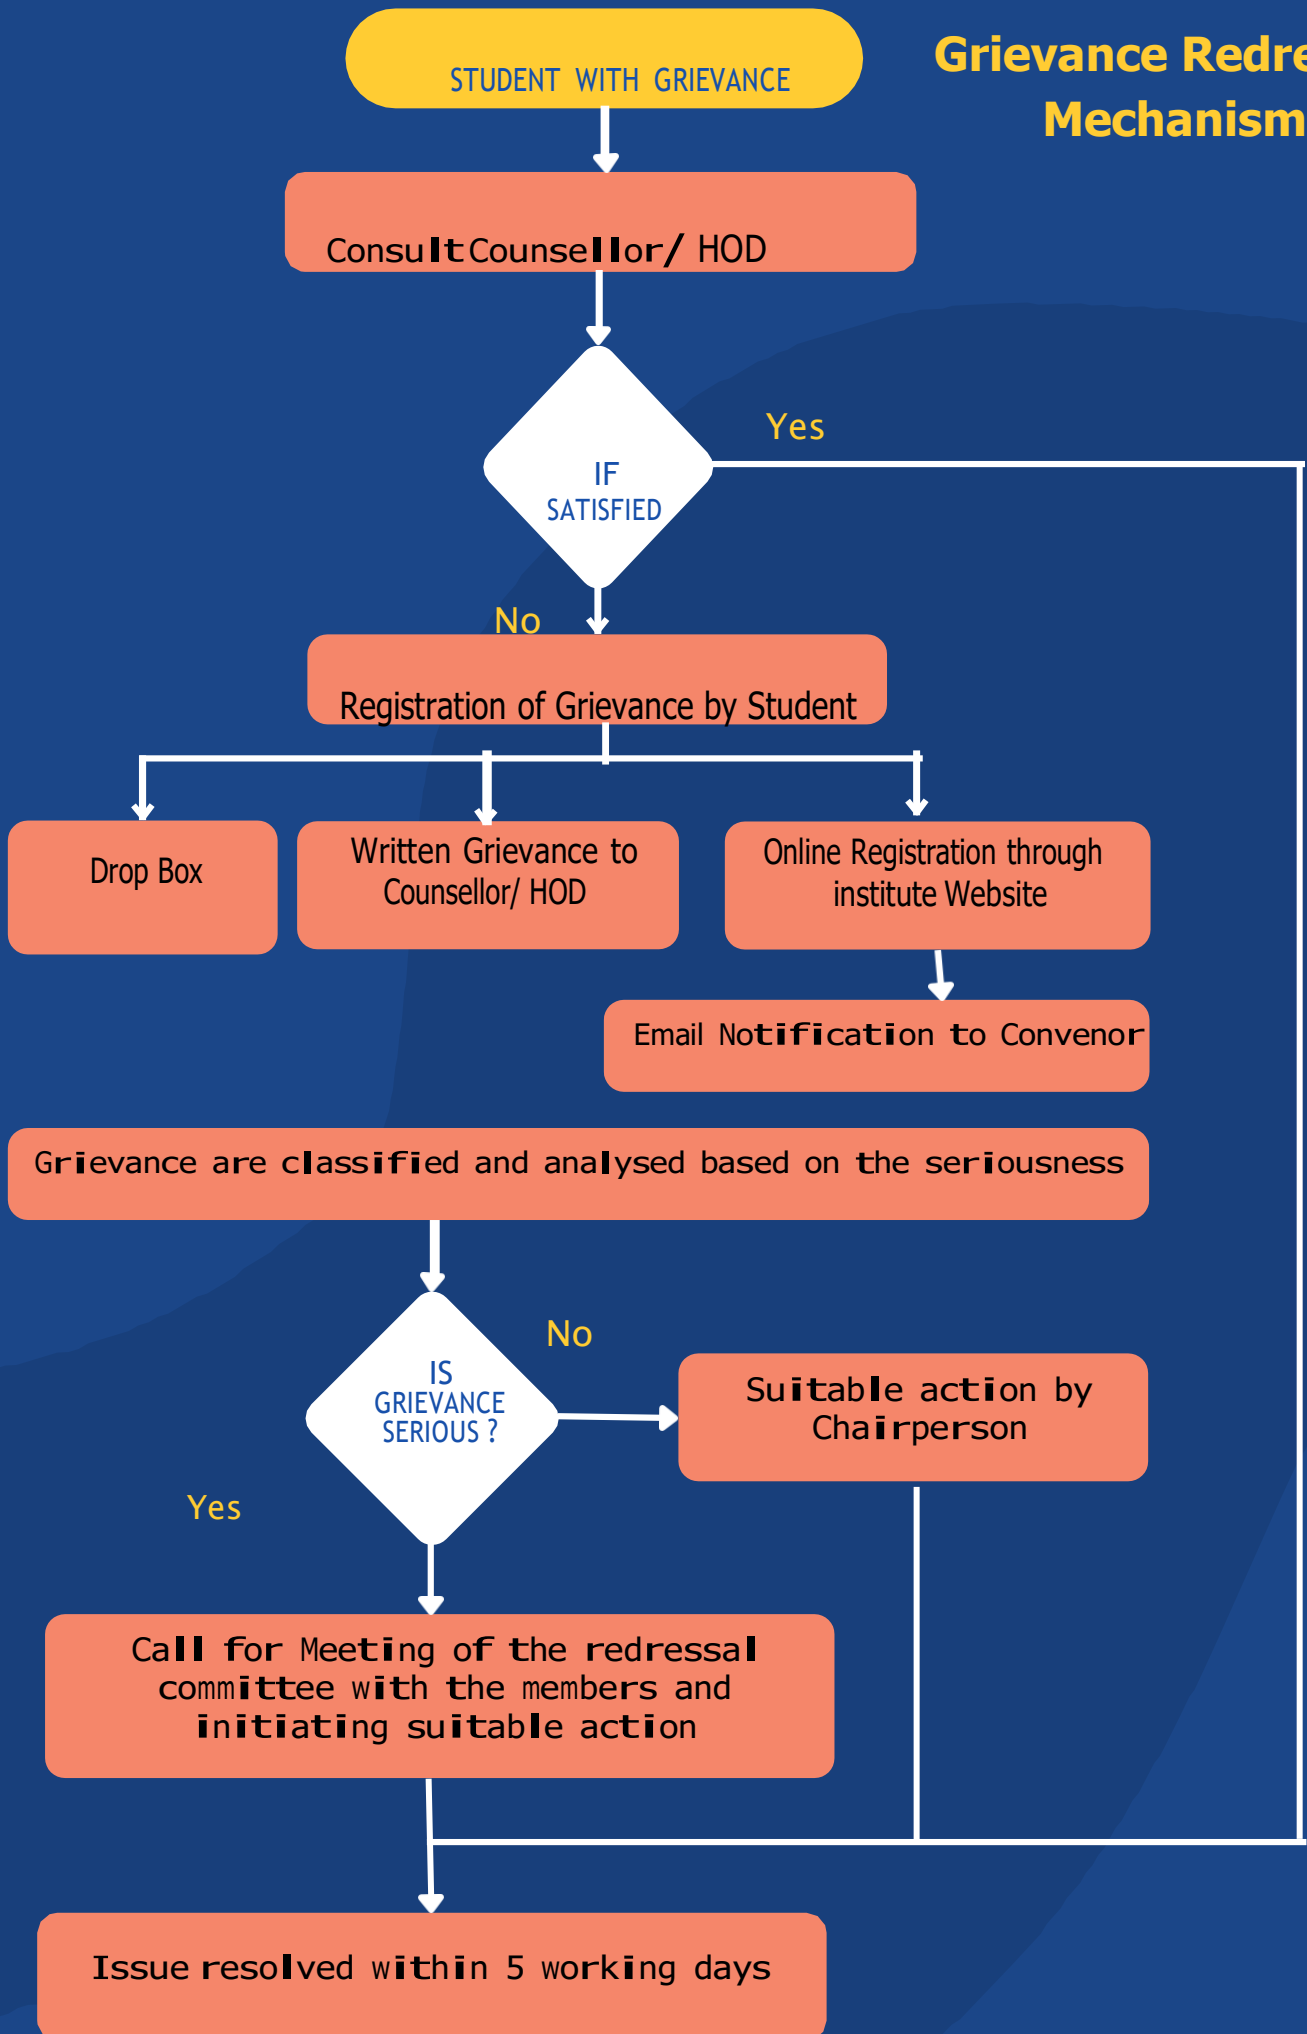 STUDENT WITH GRIEVANCE
Grievance Redre
Mechanism
Consult Counsellor/ HOD
Yes
IF
SATISFIED
No
Registration of Grievance by Student
Drop Box
Written Grievance to
Counsellor/ HOD
Online Registration through
institute Website
Email Notification to Convenor
Grievance are classified and analysed based on the seriousness
No
IS
GRIEVANCE
SERIOUS ?
Suitable action by
Chairperson
Yes
Call for Meeting of the redressal
committee with the members and
initiating suitable action
Issue resolved within 5 working days